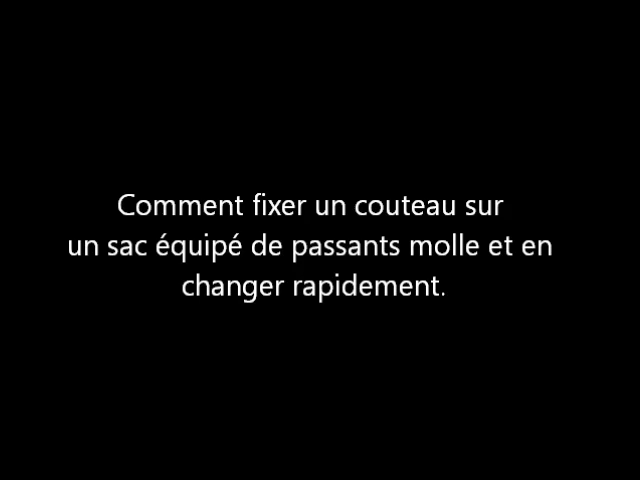 Comment fixer un couteau sur
un sac équipé de passants molle et en
changer rapidement.